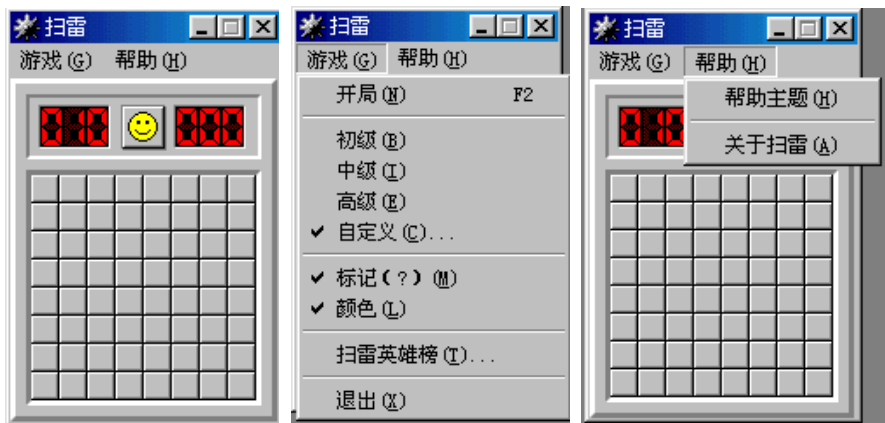 扫雷
游戏(G) 帮助(H)
扫雷
游戏(G) 帮助(H)
开局(N) F2
初级(B)
中级(I)
高级(E)
✓ 自定义(C)...
✓ 标记(?)(M)
✓ 颜色(L)
扫雷英雄榜(T)...
退出(X)
扫雷
游戏(G) 帮助(H)
帮助主题(H)
关于扫雷(A)